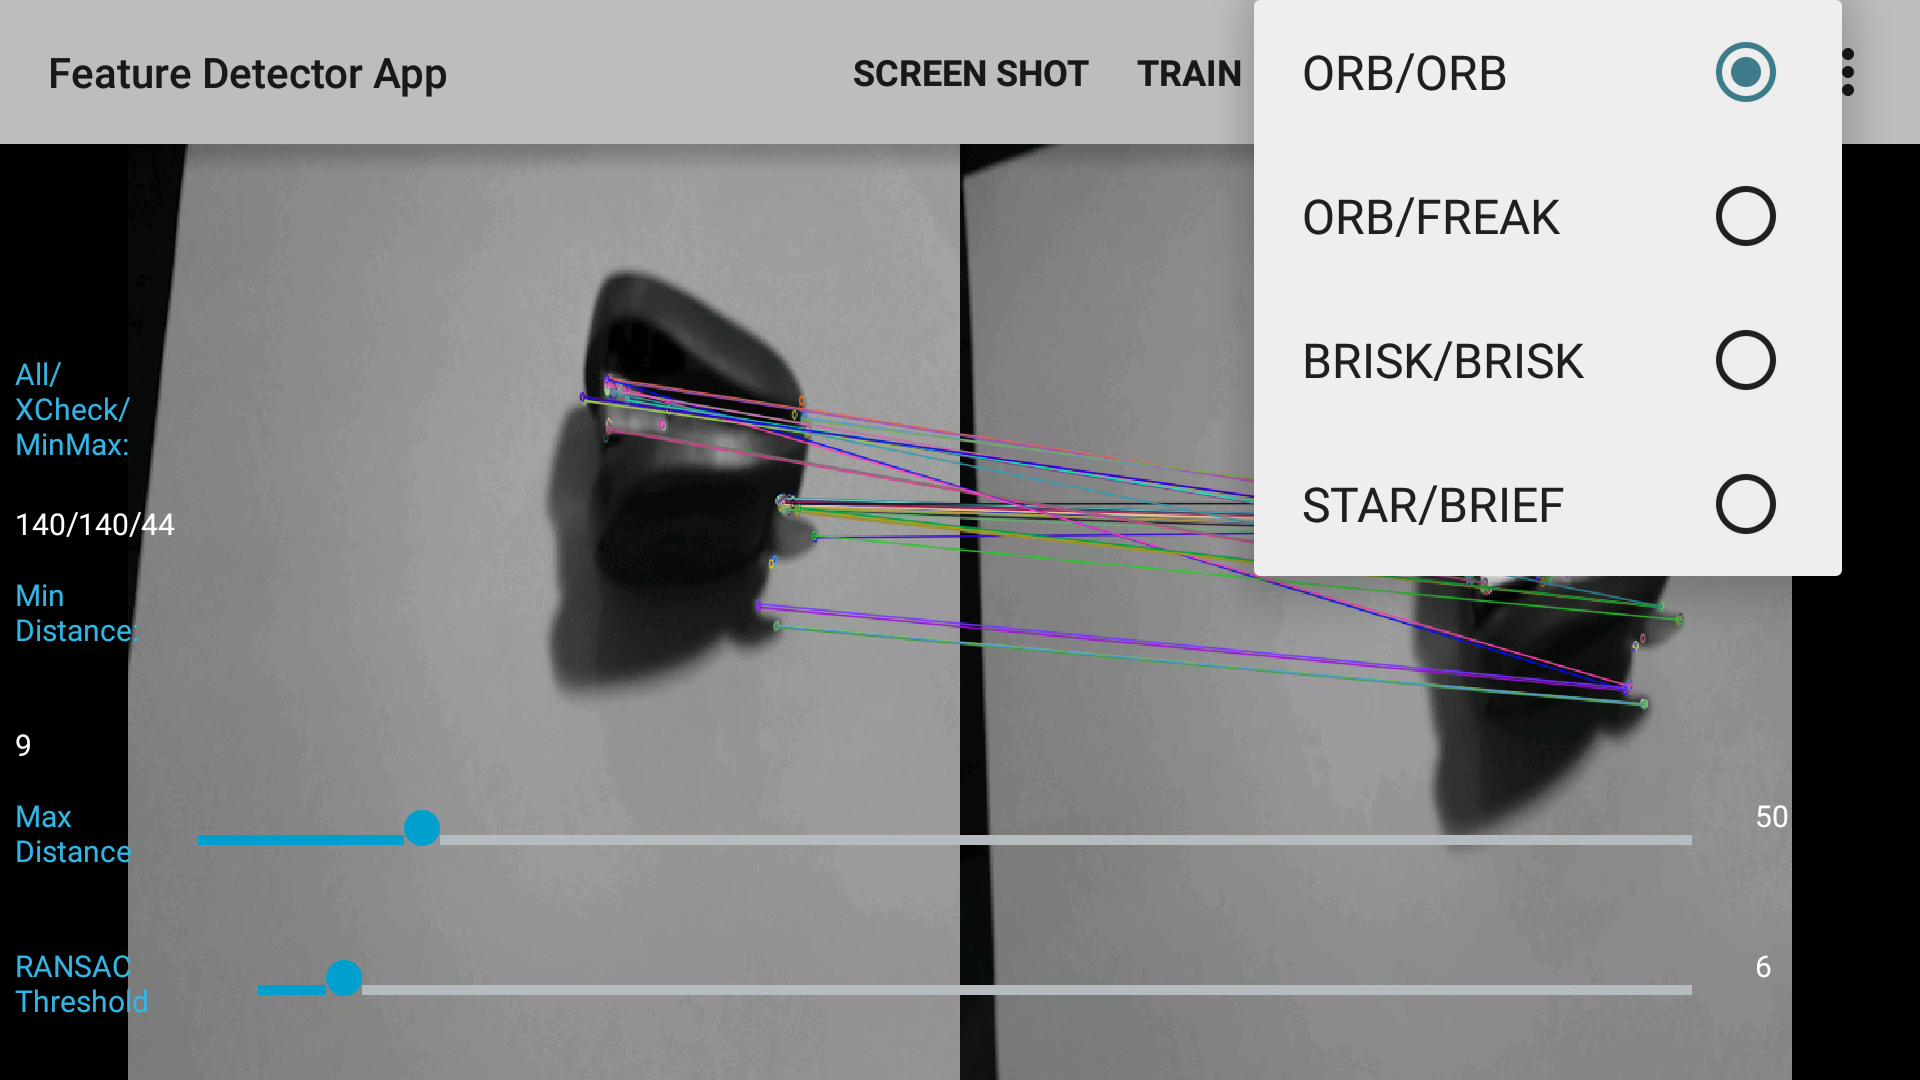 Feature Detector App
SCREEN SHOT
TRAIN
ORB/ORB
ORB/FREAK
BRISK/BRISK
STAR/BRIEF
All/
XCheck/
MinMax:
140/140/44
Min
Distance:
9
Max
Distance
50
RANSAC
Threshold
6